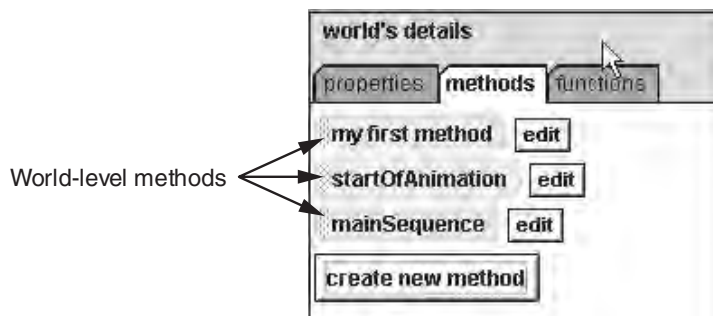 world's details
properties methods functions
my first method edit
World-level methods
startOfAnimation edit
mainSequence edit
create new method